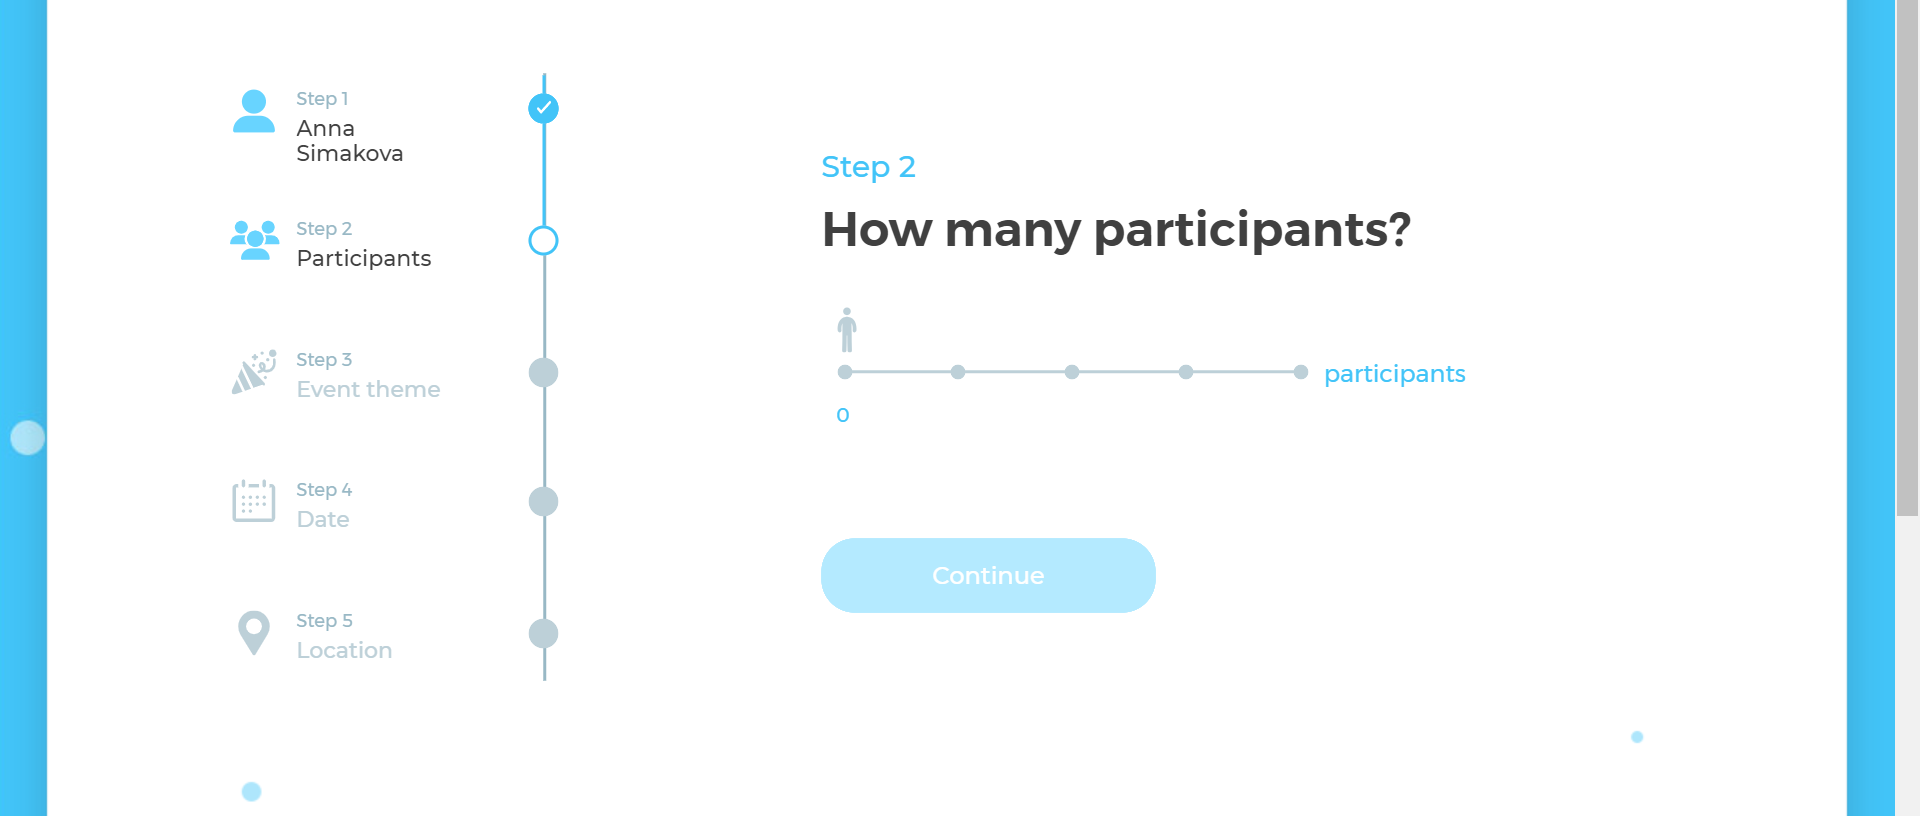 Step 1
Anna
Simakova
Step 2
Participants
Step 3
Event theme
Step 4
Date
Step 5
Location
Step 2
How many participants?
participants
0
Continue